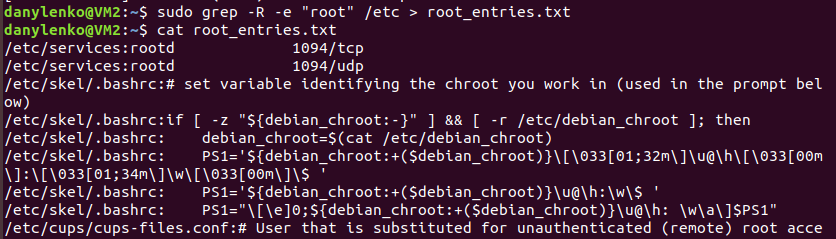 danylenko@VM2:~$ sudo grep -R -e "root" /etc > root_entries.txt
danylenko@VM2:~$ cat root_entries.txt
/etc/services:rootd              1094/tcp
/etc/services:rootd              1094/udp
/etc/skel/.bashrc:# set variable identifying the chroot you work in (used in the prompt bel
ow)
/etc/skel/.bashrc:if [ -z "${debian_chroot:-}" ] && [ -r /etc/debian_chroot ]; then
/etc/skel/.bashrc:    debian_chroot=$(cat /etc/debian_chroot)
/etc/skel/.bashrc:    PS1='${debian_chroot:+($debian_chroot)}\[\033[01;32m\]\u@\h\[\033[00m
\]:\[\033[01;34m\]\w\[\033[00m\]\$ '
/etc/skel/.bashrc:    PS1='${debian_chroot:+($debian_chroot)}\u@\h:\w\$ '
/etc/skel/.bashrc:    PS1="\[\e]0;${debian_chroot:+($debian_chroot)}\u@\h: \w\a\]$PS1"
/etc/cups/cups-files.conf:# User that is substituted for unauthenticated (remote) root acce